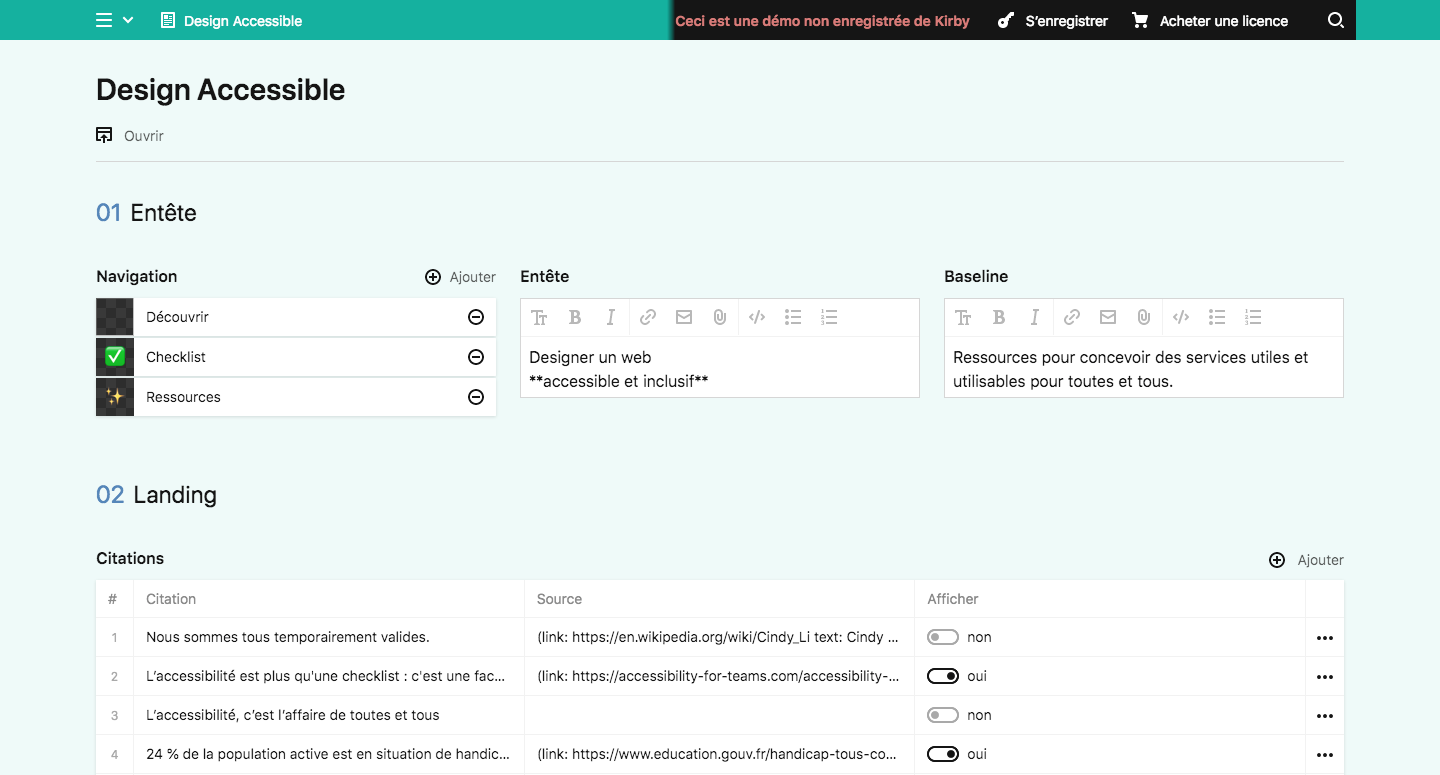 Design Accessible
Ceci est une démo non enregistrée de Kirby
S’enregistrer
Acheter une licence
Design Accessible
Ouvrir
01 Entête
Navigation
Ajouter
Découvrir
Checklist
Ressources
Entête
Designer un web
**accessible et inclusif**
Baseline
Ressources pour concevoir des services utiles et
utilisables pour toutes et tous.
02 Landing
Citations
Ajouter
# Citation Source Afficher
1 Nous sommes tous temporairement valides. (link: https://en.wikipedia.org/wiki/Cindy_Li text: Cindy ... non
2 L’accessibilité est plus qu'une checklist : c'est une fac... (link: https://accessibility-for-teams.com/accessibility-... oui
3 L’accessibilité, c’est l’affaire de toutes et tous non
4 24 % de la population active est en situation de handic... (link: https://www.education.gouv.fr/handicap-tous-co... oui